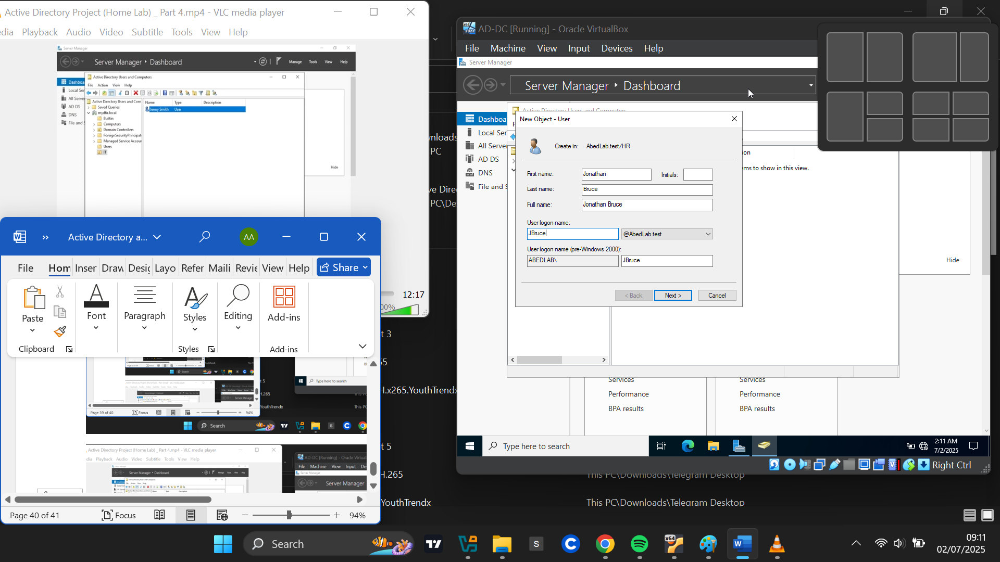 Active Directory Project (Home Lab) _ Part 4.mp4 - VLC media player
dia Playback Audio Video Subtitle Tools View Help
Server Manager
Server Manager ‣ Dashboard
Manage Tools View Help
Dashboa
Local Ser
All Serve
AD DS
DNS
File and S
Active Directory Users and Computers
File Action View Help
Active Directory Users and Com
Saved Queries
mydfir.local
Builtin
Computers
Domain Controllers
ForeignSecurityPrincipal
Managed Service Accour
Users
IT
Name Type Description
Jenny Smith User
Hide
12:17
00%
AD-DC [Running] - Oracle VirtualBox
File Machine View Input Devices Help
Server Manager
Server Manager ‣ Dashboard
Dashboa
Local Ser
All Server
AD DS
DNS
File and S
Active Directory Users and Computers
New Object - User
Create in: AbedLab.test/HR
First name: Jonathan Initials:
Last name: Bruce
Full name: Jonathan Bruce
User logon name:
JBruce @AbedLab.test
User logon name (pre-Windows 2000):
ABEDLAB\ JBruce
< Back Next > Cancel
ion
ems to show in this view.
Hide
Services
Performance
BPA results
Services
Performance
BPA results
Type here to search
2:11 AM
7/2/2025
Right Ctrl
wnloads
PC
ve Direc
PC\De
t 3
H.x265.YouthTrendx
t 5
H.265
YouthTrendx
This PC\Downloads\Telegram Desktop
This PC\Downloads\Telegram Desktop
Active Directory a...
AA
File Hom Inser Draw Desig Layo Refer Maili Revie View Help Share
Paste
Font
Paragraph
Styles
Editing
Add-ins
Clipboard
Styles
Add-ins
Page 39 of 40
Focus
94%
Type here to search
YouthTrendx
This PC
Search
Active Directory Project (Home Lab) _ Part 4.mp4 - VLC media player
dia Playback Audio Video Subtitle Tools View Help
Server Manager ‣ Dashboard
AD-DC [Running] - Oracle Virtual
File Machine View Input De
Server Manager
Server Manager
Page 40 of 41
Focus
94%
Search
09:11
02/07/2025